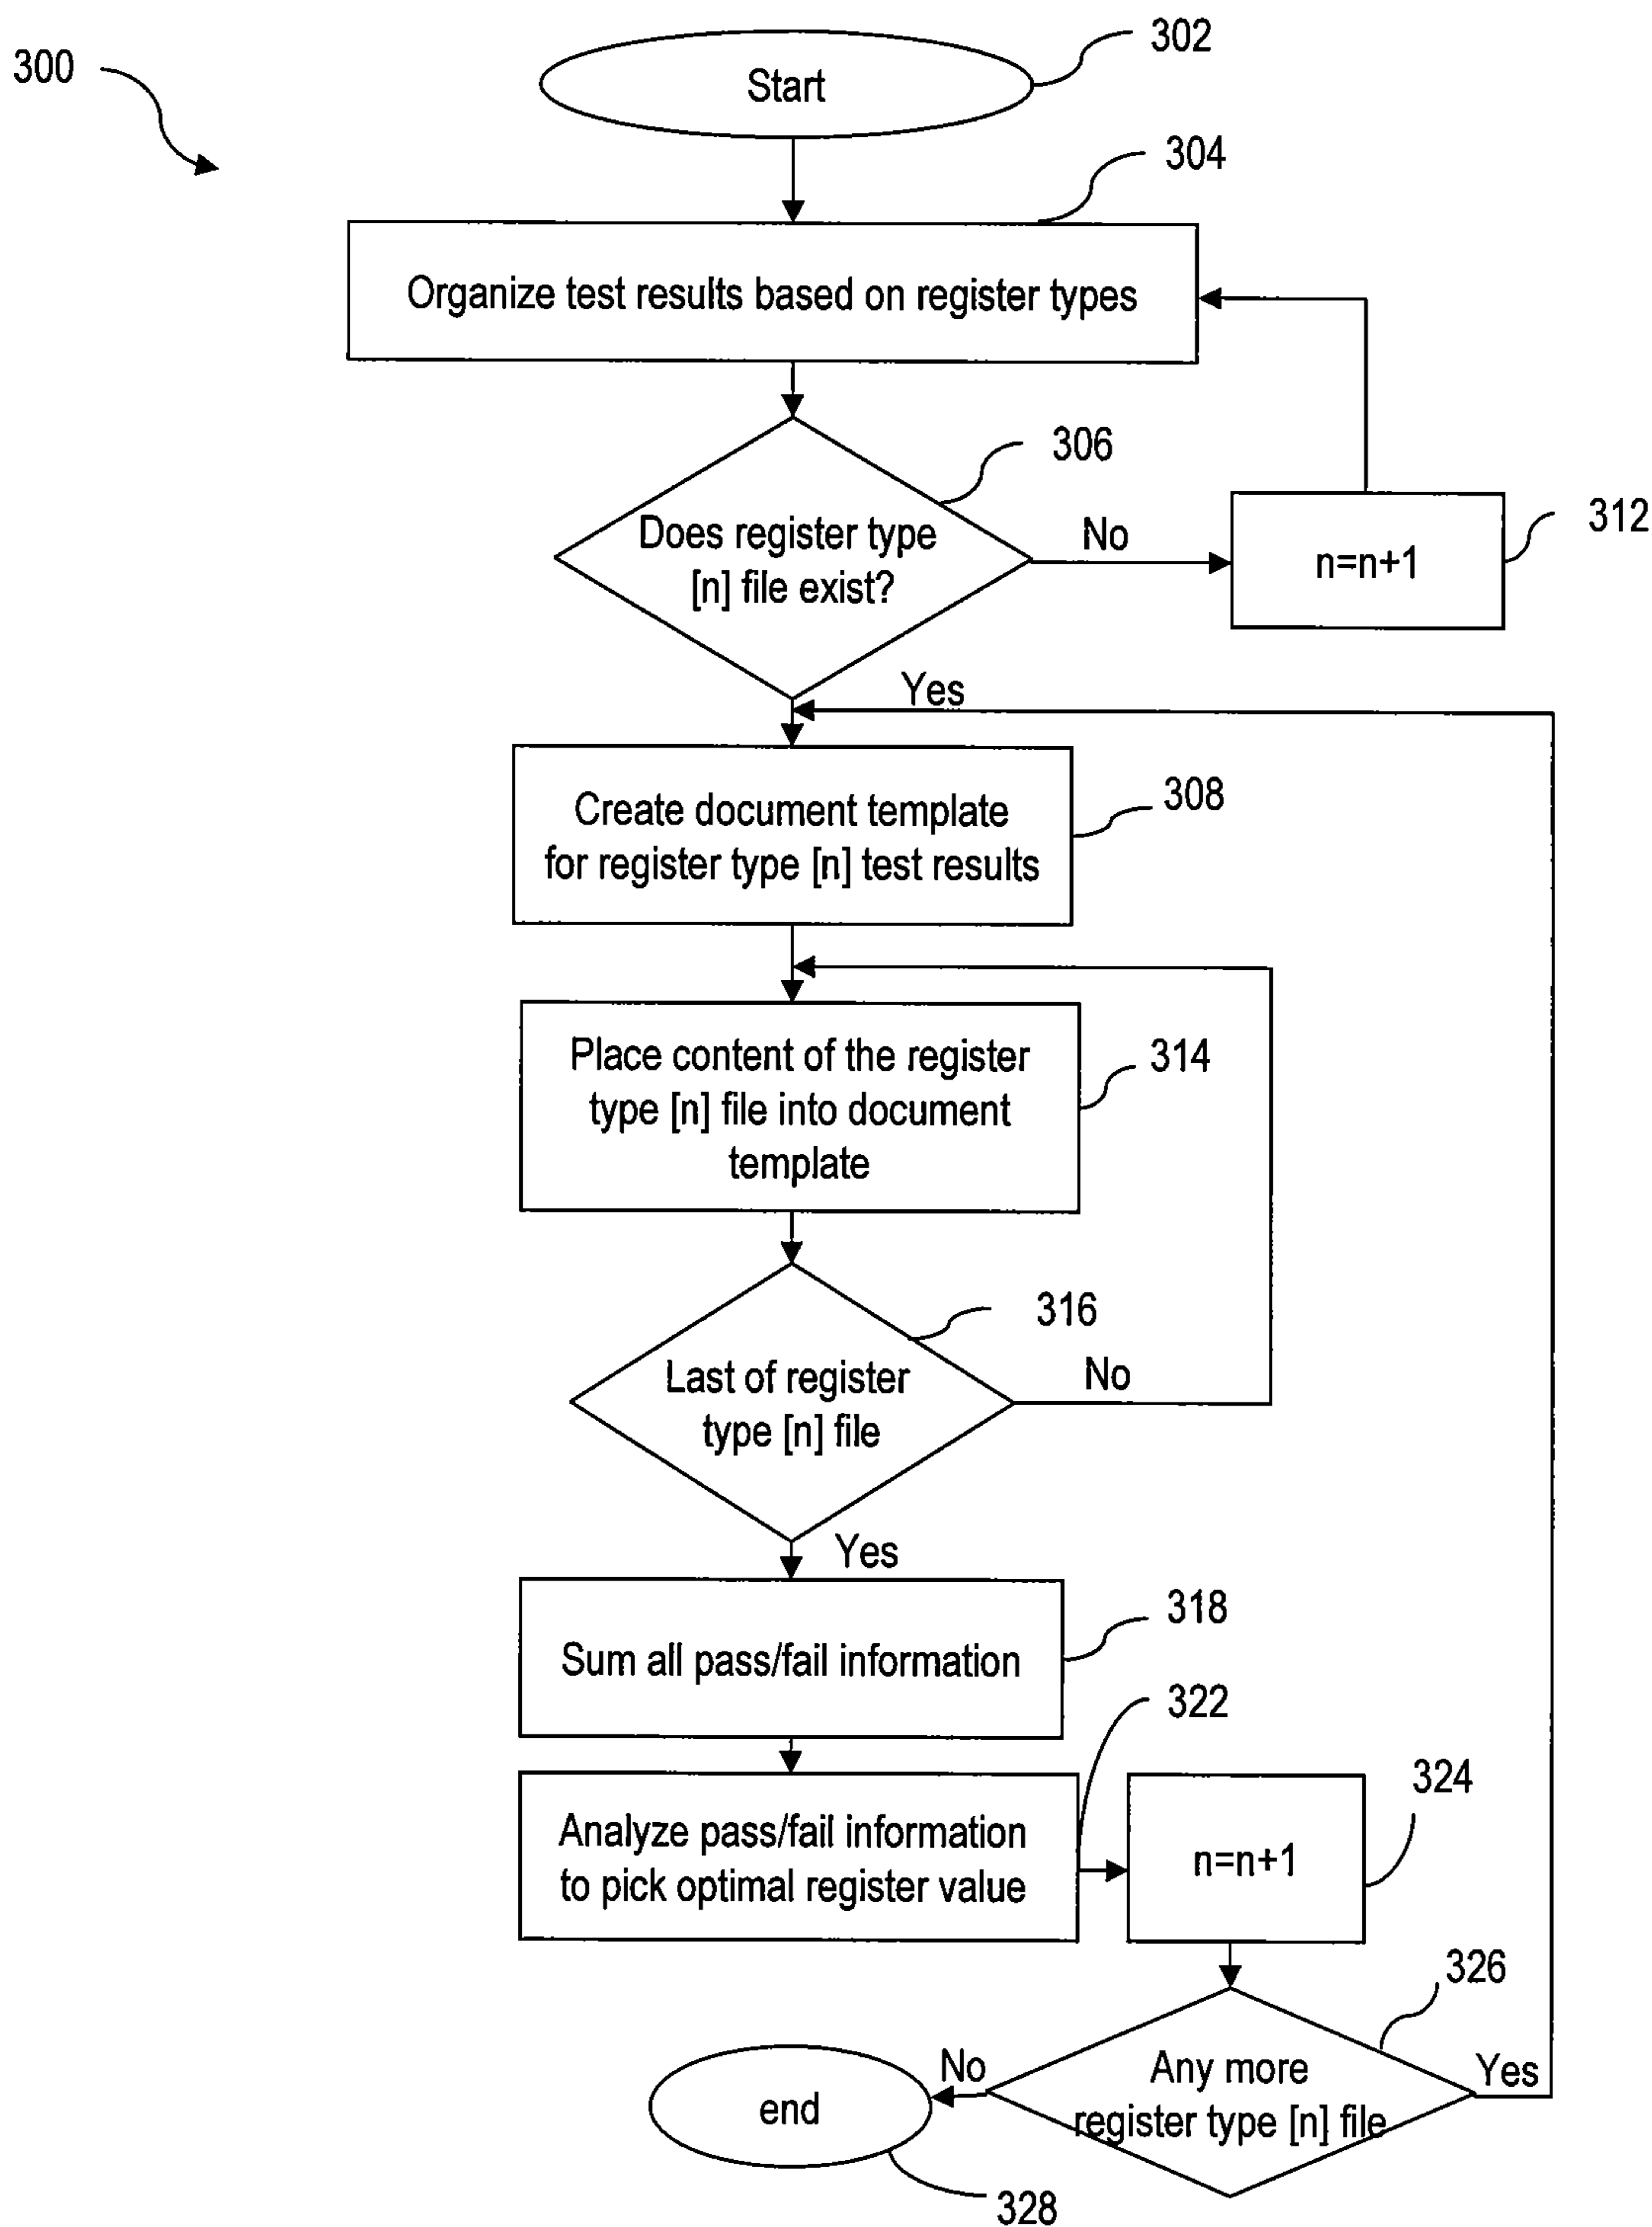 300
302
Start
304
Organize test results based on register types
306
Does register type
[n] file exist?
No
n=n+1
312
Yes
Create document template
for register type [n] test results
308
Place content of the register
type [n] file into document
template
314
316
Last of register
type [n] file
No
Yes
Sum all pass/fail information
318
322
Analyze pass/fail information
to pick optimal register value
n=n+1
324
326
Any more
register type [n] file
Yes
No
end
328